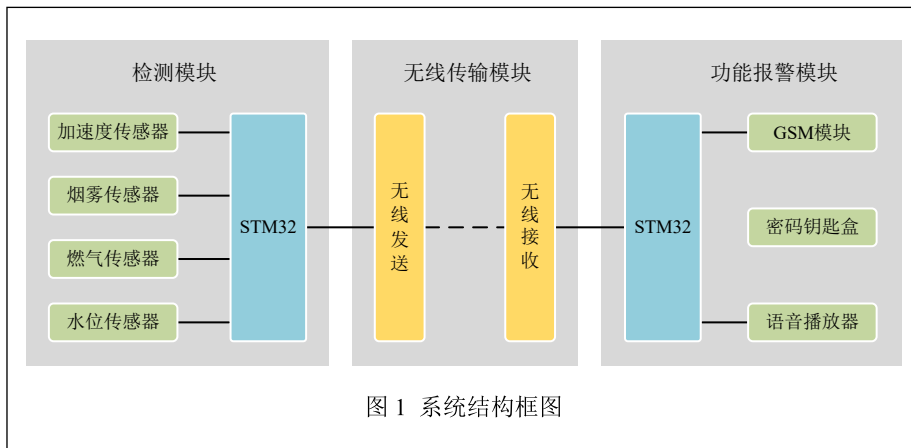 检测模块
无线传输模块
功能报警模块
加速度传感器
烟雾传感器
燃气传感器
水位传感器
STM32
无线发送
无线接收
STM32
GSM模块
密码钥匙盒
语音播放器
图 1 系统结构框图